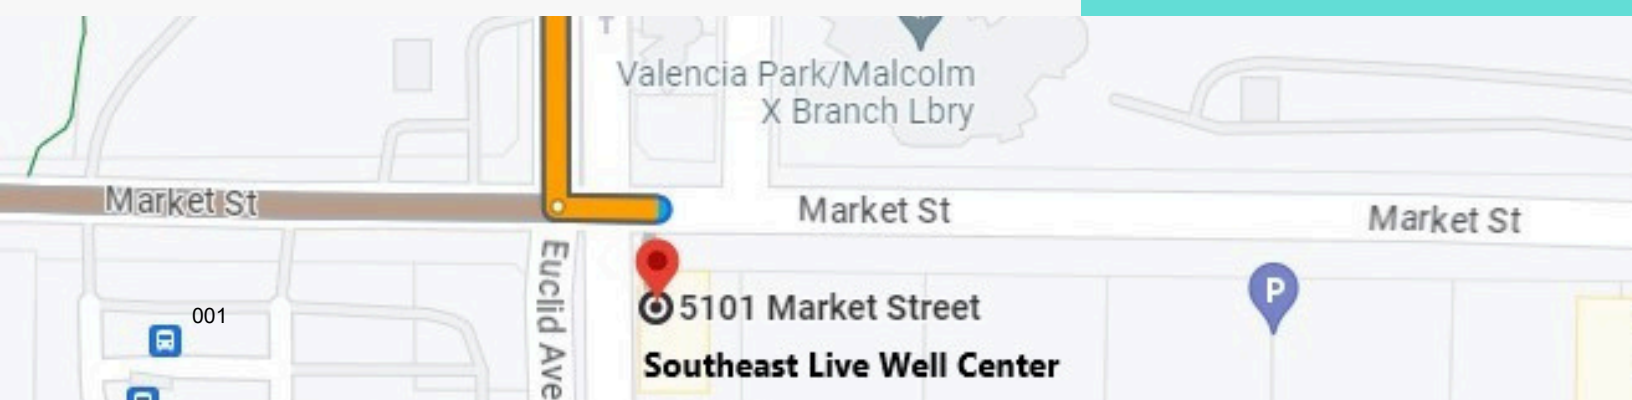 T
Valencia Park/Malcolm
X Branch Lbry
Market St
Market St
Market St
Euclid Ave
5101 Market Street
P
001
Southeast Live Well Center